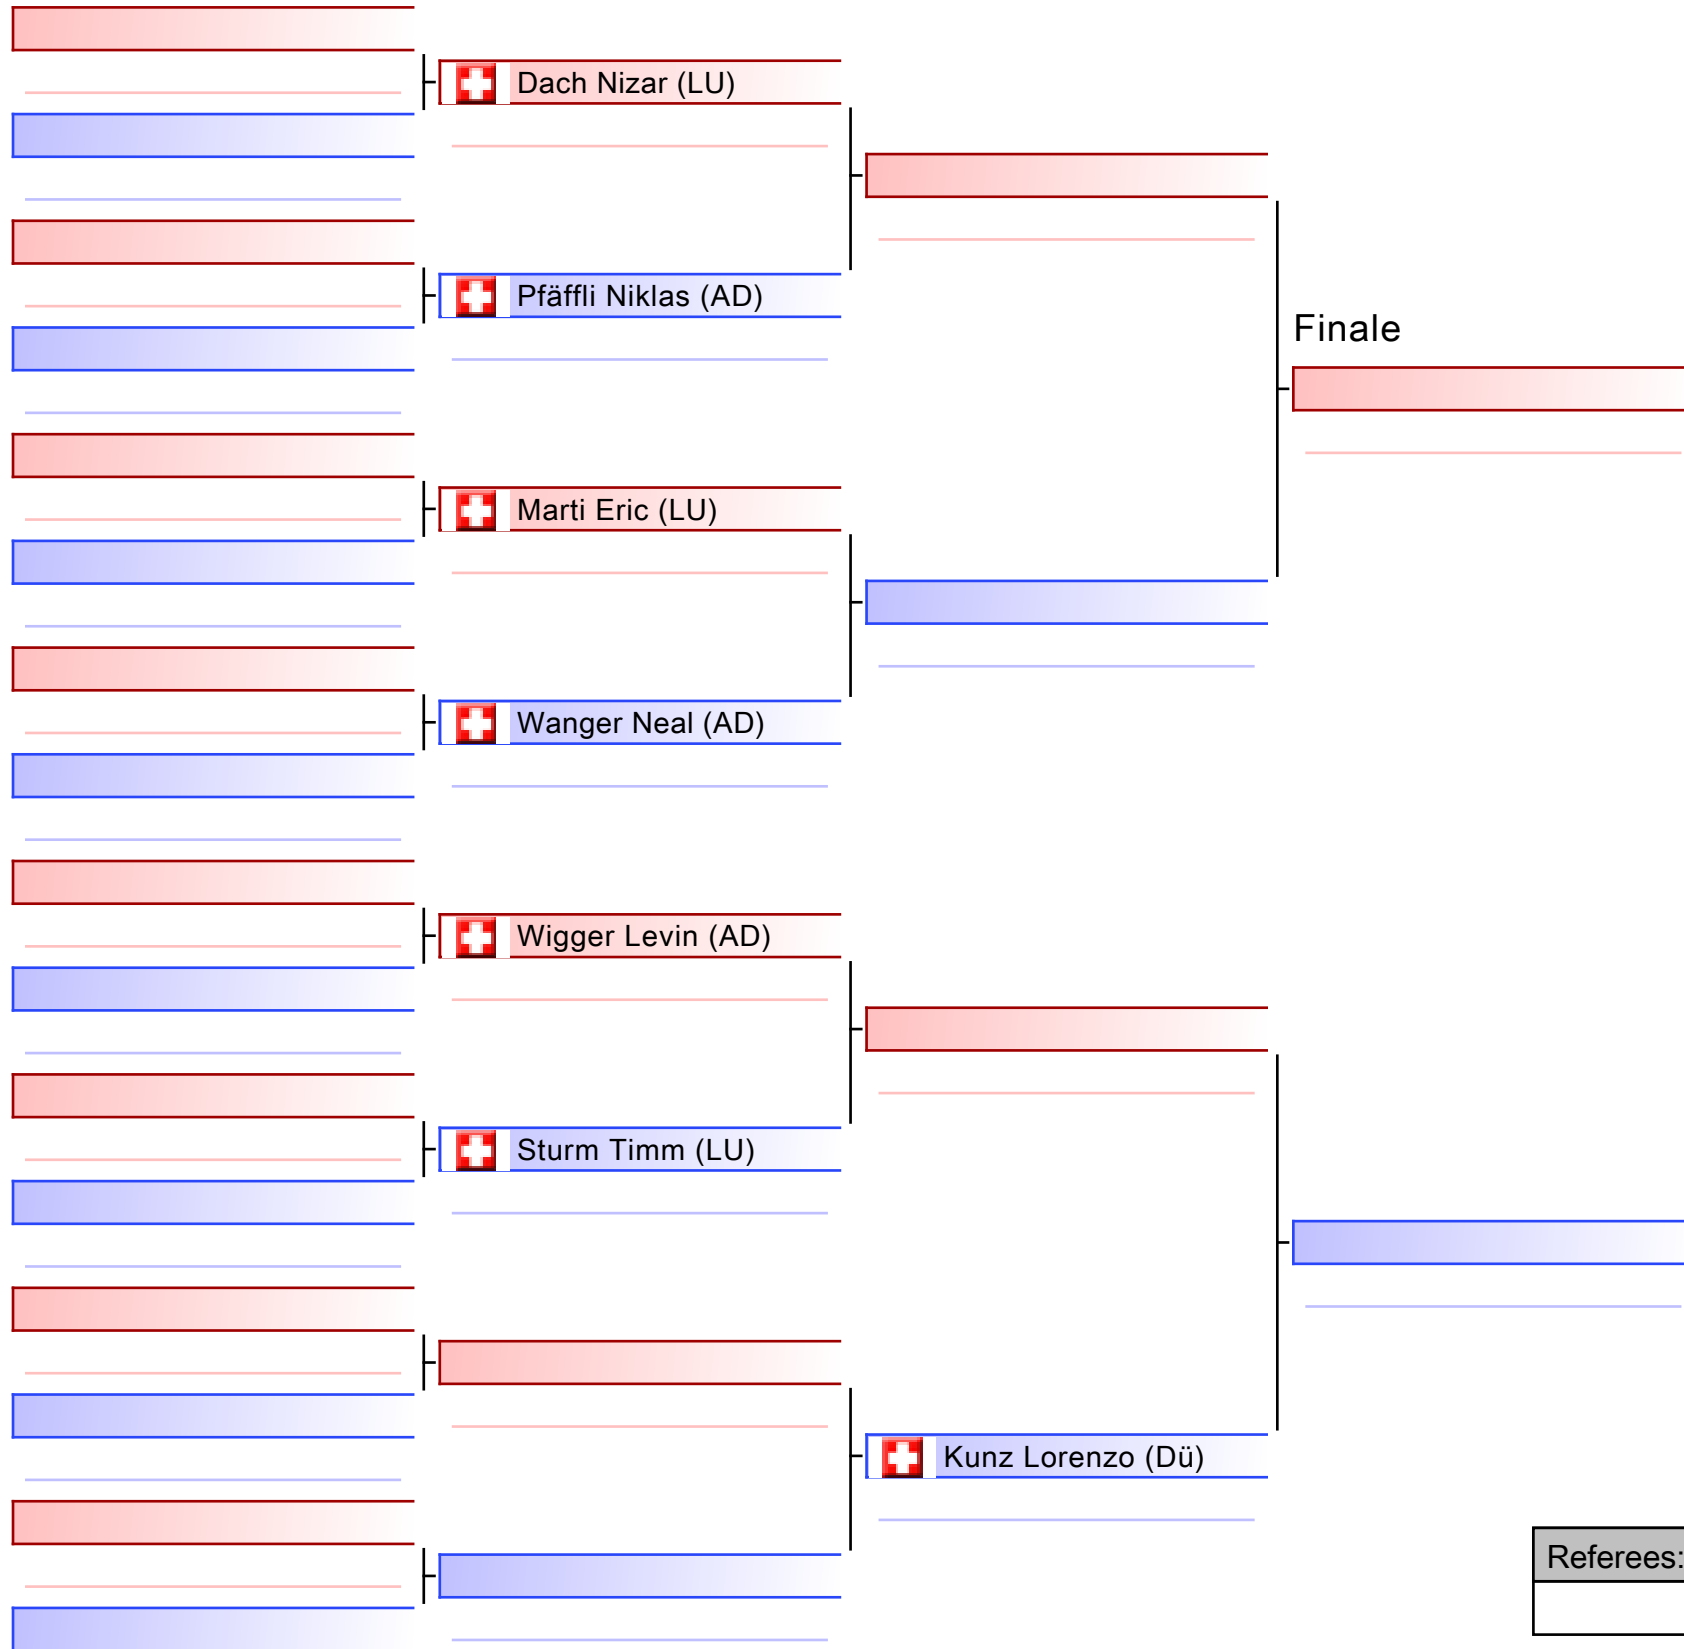 Dach Nizar (LU)
Pfäffli Niklas (AD)
Finale
Marti Eric (LU)
Wanger Neal (AD)
Wigger Levin (AD)
Sturm Timm (LU)
Kunz Lorenzo (Dü)
Referees: